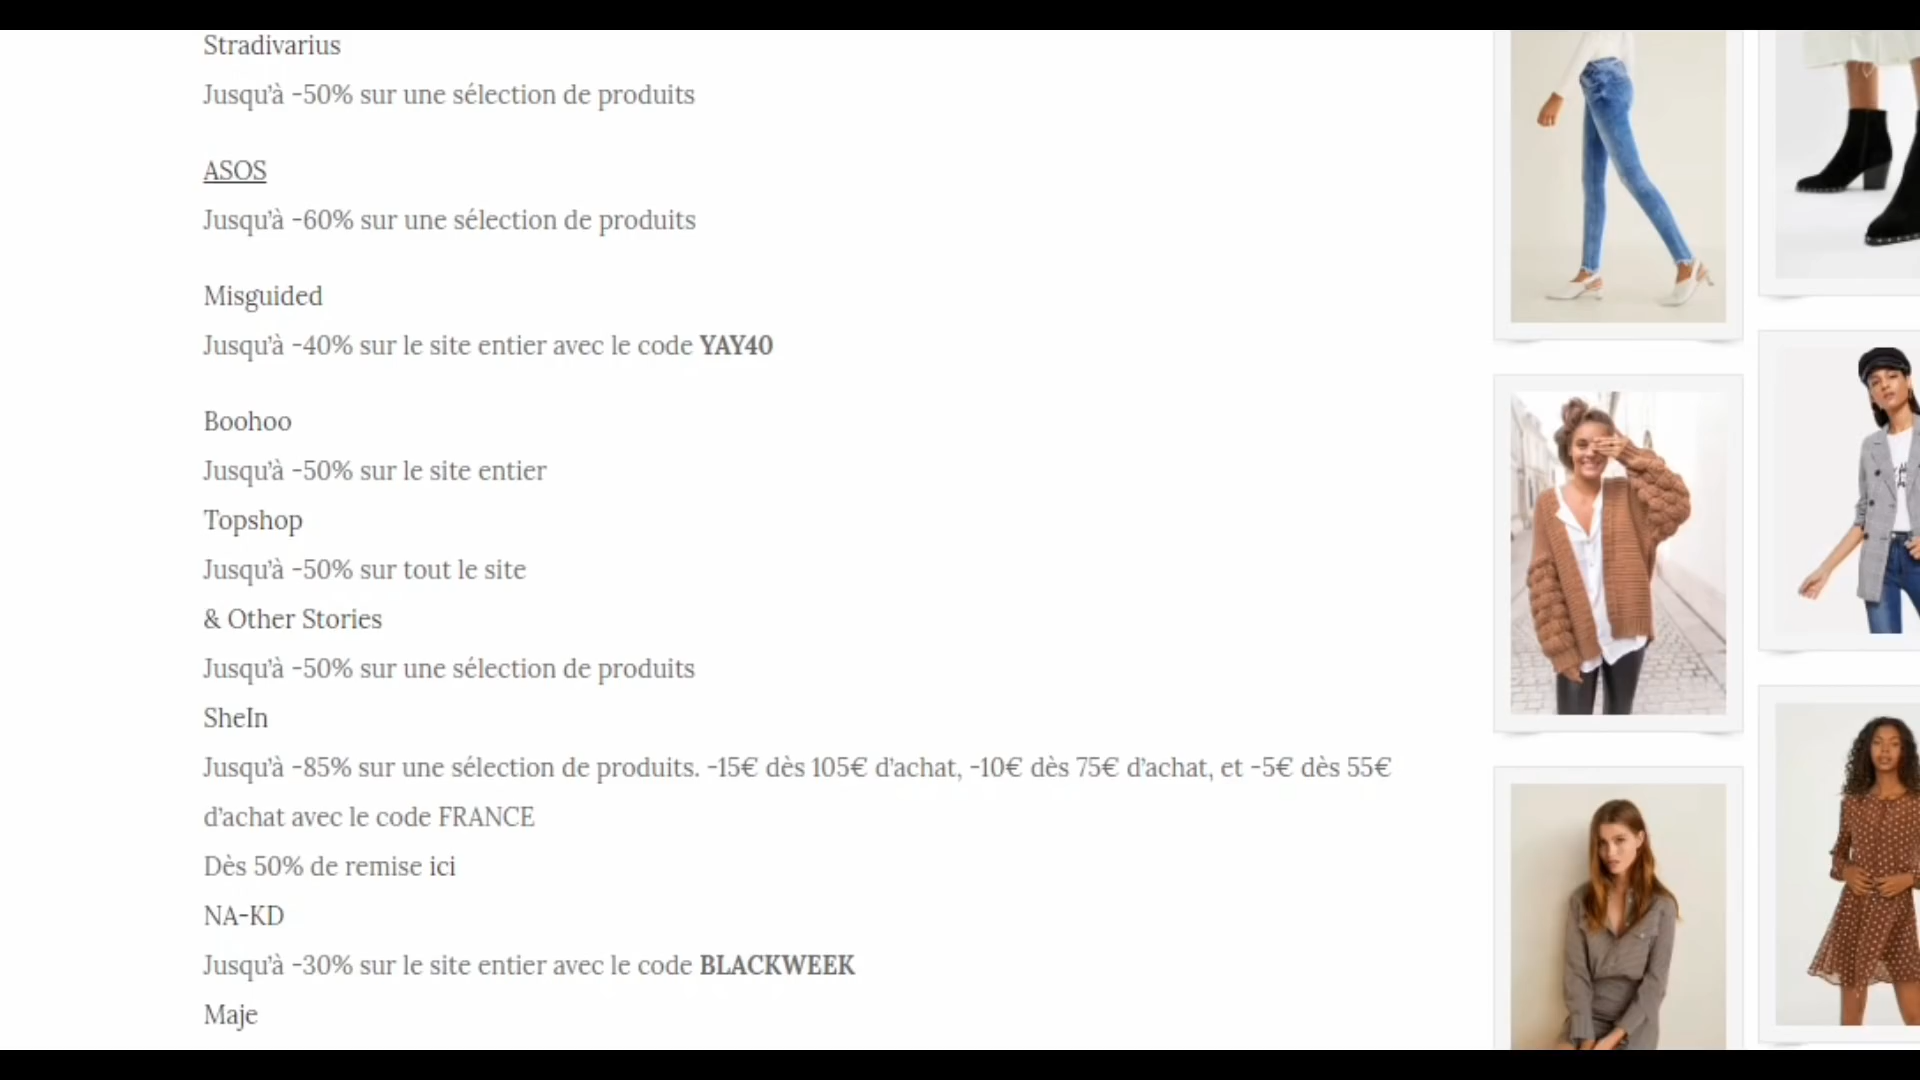 Stradivarius
Jusqu'à -50% sur une sélection de produits
ASOS
Jusqu'à -60% sur une sélection de produits
Misguided
Jusqu'à -40% sur le site entier avec le code YAY40
Boohoo
Jusqu'à -50% sur le site entier
Topshop
Jusqu'à -50% sur tout le site
& Other Stories
Jusqu'à -50% sur une sélection de produits
SheIn
Jusqu'à -85% sur une sélection de produits. -15€ dès 105€ d'achat, -10€ dès 75€ d'achat, et -5€ dès 55€
d'achat avec le code FRANCE
Dès 50% de remise ici
NA-KD
Jusqu'à -30% sur le site entier avec le code BLACKWEEK
Maje